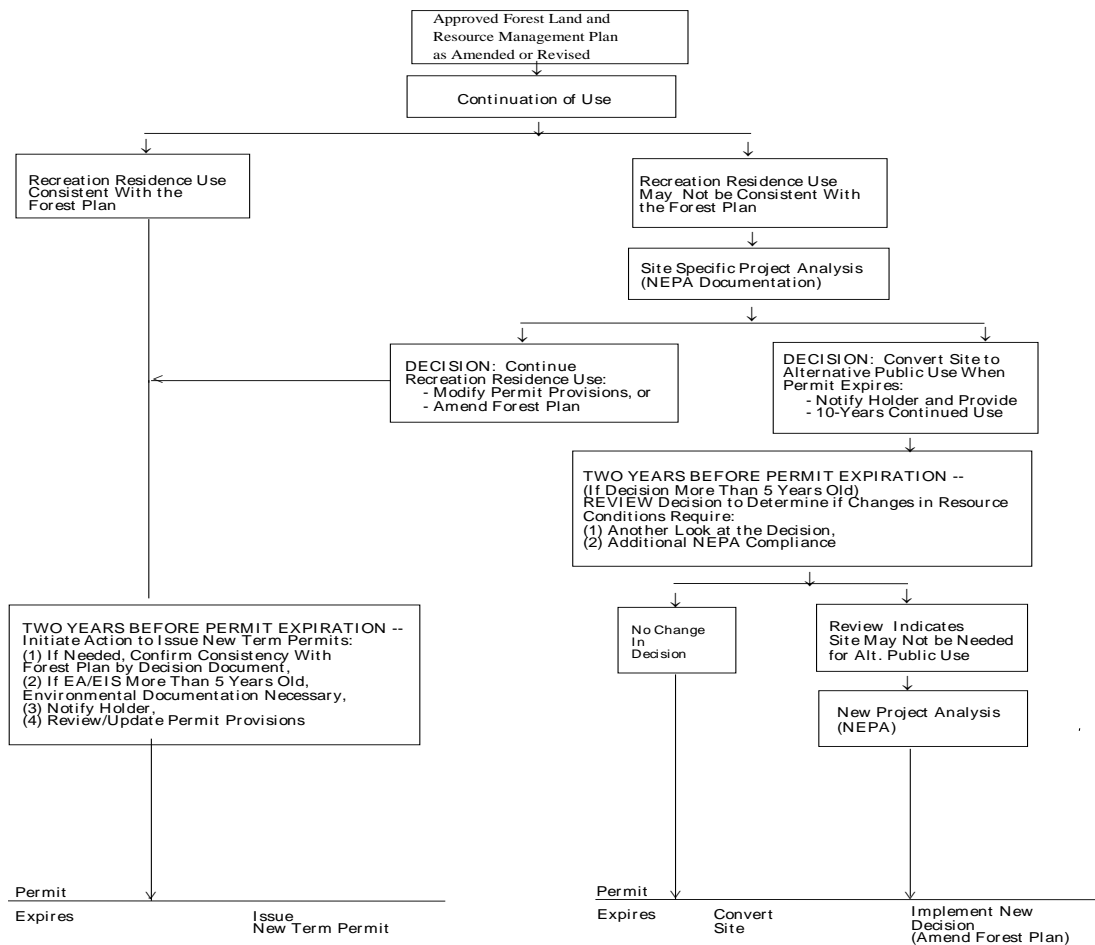 Approved Forest Land and
Resource Management Plan
as Amended or Revised
Continuation of Use
Recreation Residence Use
Consistent With the
Forest Plan
Recreation Residence Use
May Not be Consistent With
the Forest Plan
Site Specific Project Analysis
(NEPA Documentation)
DECISION: Continue
Recreation Residence Use:
- Modify Permit Provisions, or
- Amend Forest Plan
DECISION: Convert Site to
Alternative Public Use When
Permit Expires:
- Notify Holder and Provide
- 10-Years Continued Use
TWO YEARS BEFORE PERMIT EXPIRATION --
(If Decision More Than 5 Years Old)
REVIEW Decision to Determine if Changes in Resource
Conditions Require:
(1) Another Look at the Decision,
(2) Additional NEPA Compliance
TWO YEARS BEFORE PERMIT EXPIRATION --
Initiate Action to Issue New Term Permits:
(1) If Needed, Confirm Consistency With
Forest Plan by Decision Document,
(2) If EA/EIS More Than 5 Years Old,
Environmental Documentation Necessary,
(3) Notify Holder,
(4) Review/Update Permit Provisions
No Change
In
Decision
Review Indicates
Site May Not be Needed
for Alt. Public Use
New Project Analysis
(NEPA)
Permit
Expires
Issue
New Term Permit
Permit
Expires
Convert
Site
Implement New
Decision
(Amend Forest Plan)